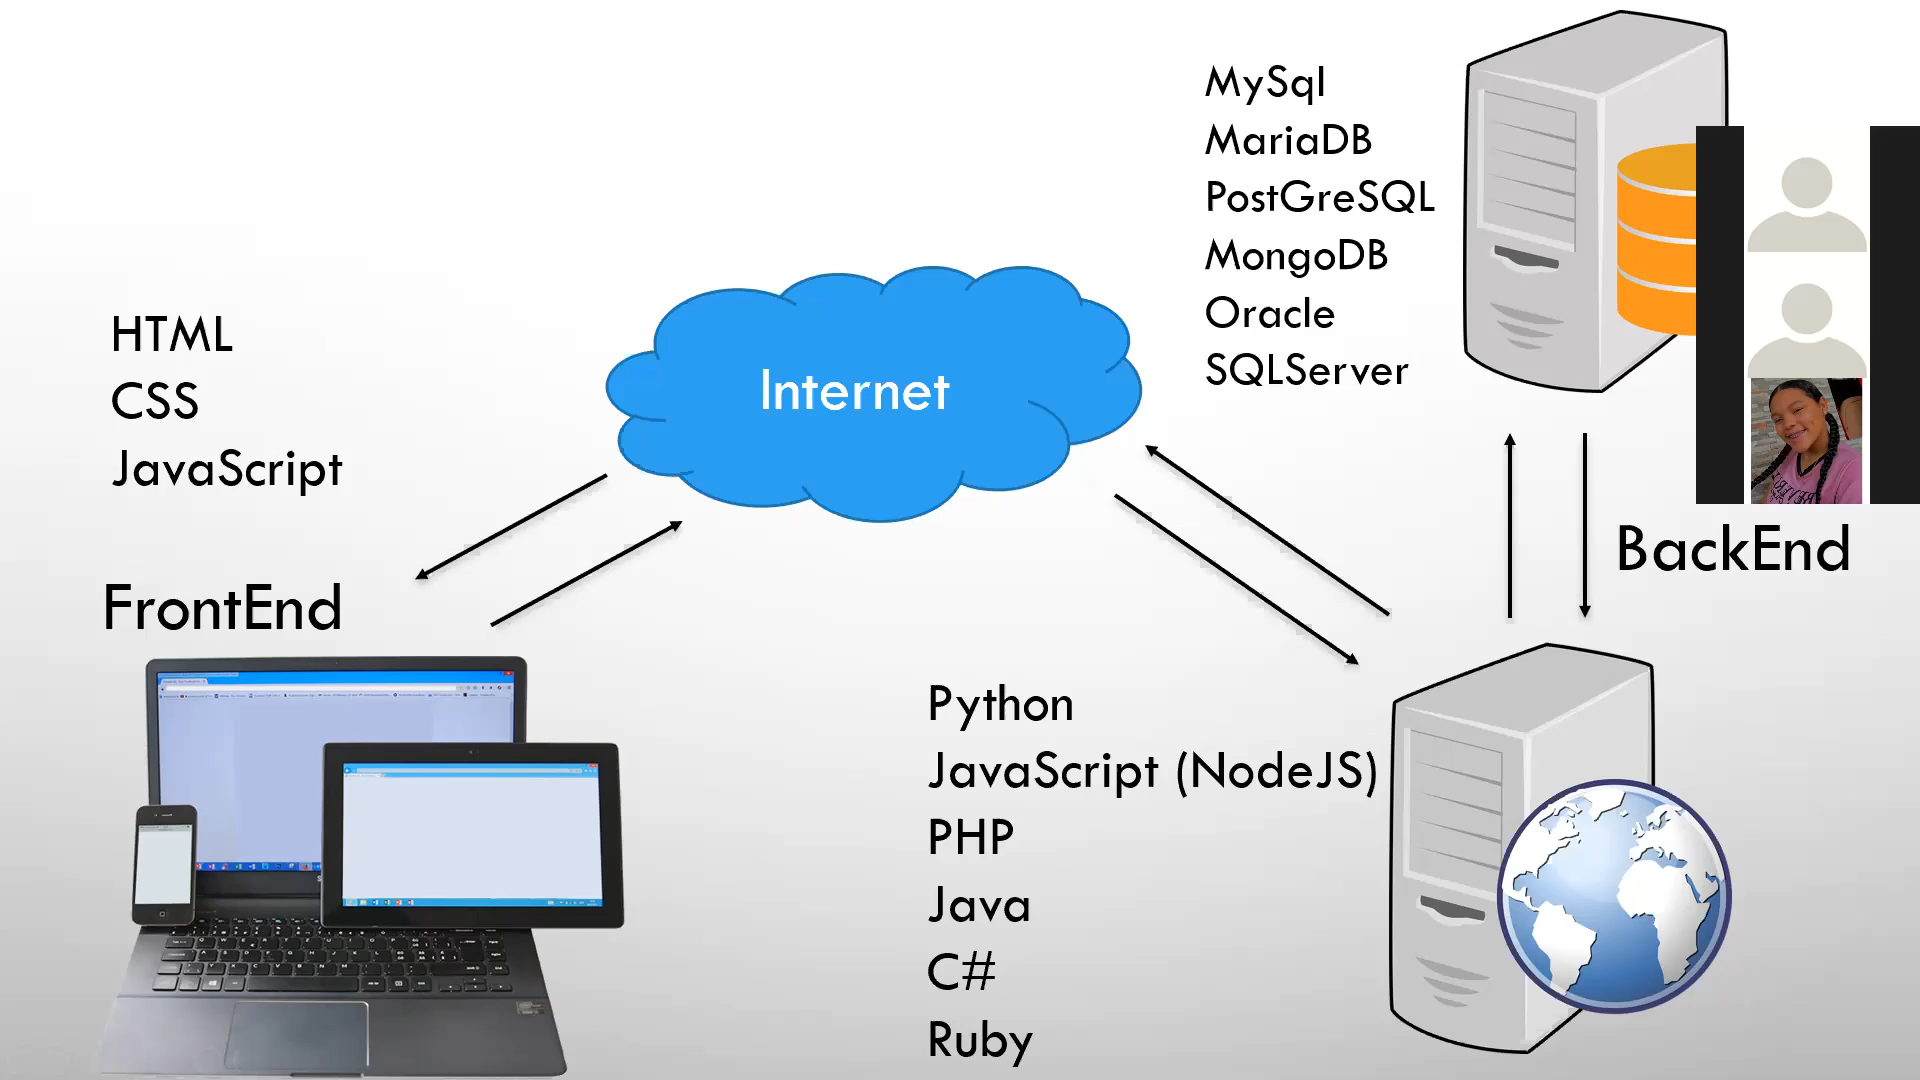 MySql
MariaDB
PostGreSQL
MongoDB
Oracle
SQLServer
HTML
CSS
JavaScript
Internet
FrontEnd
BackEnd
Python
JavaScript (NodeJS)
PHP
Java
C#
Ruby